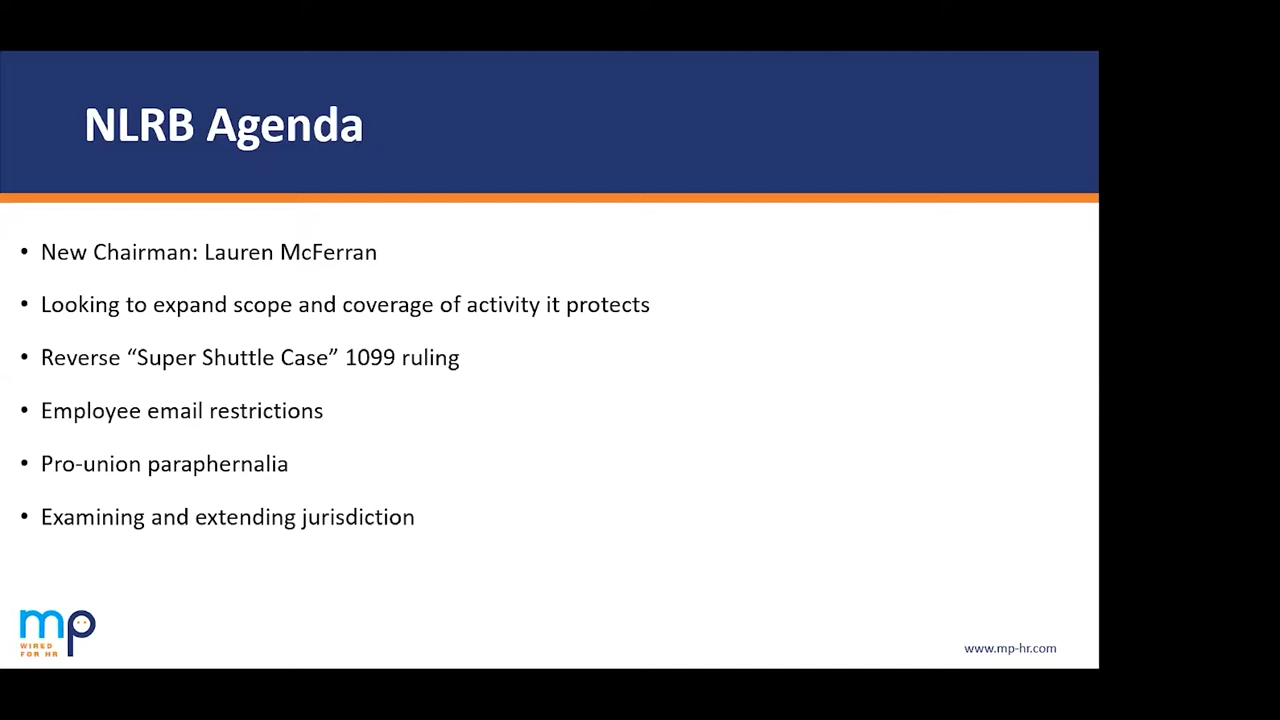 NLRB Agenda
• New Chairman: Lauren McFerran
• Looking to expand scope and coverage of activity it protects
• Reverse “Super Shuttle Case” 1099 ruling
• Employee email restrictions
• Pro-union paraphernalia
• Examining and extending jurisdiction
mp
WIRED
FOR HR
www.mp-hr.com